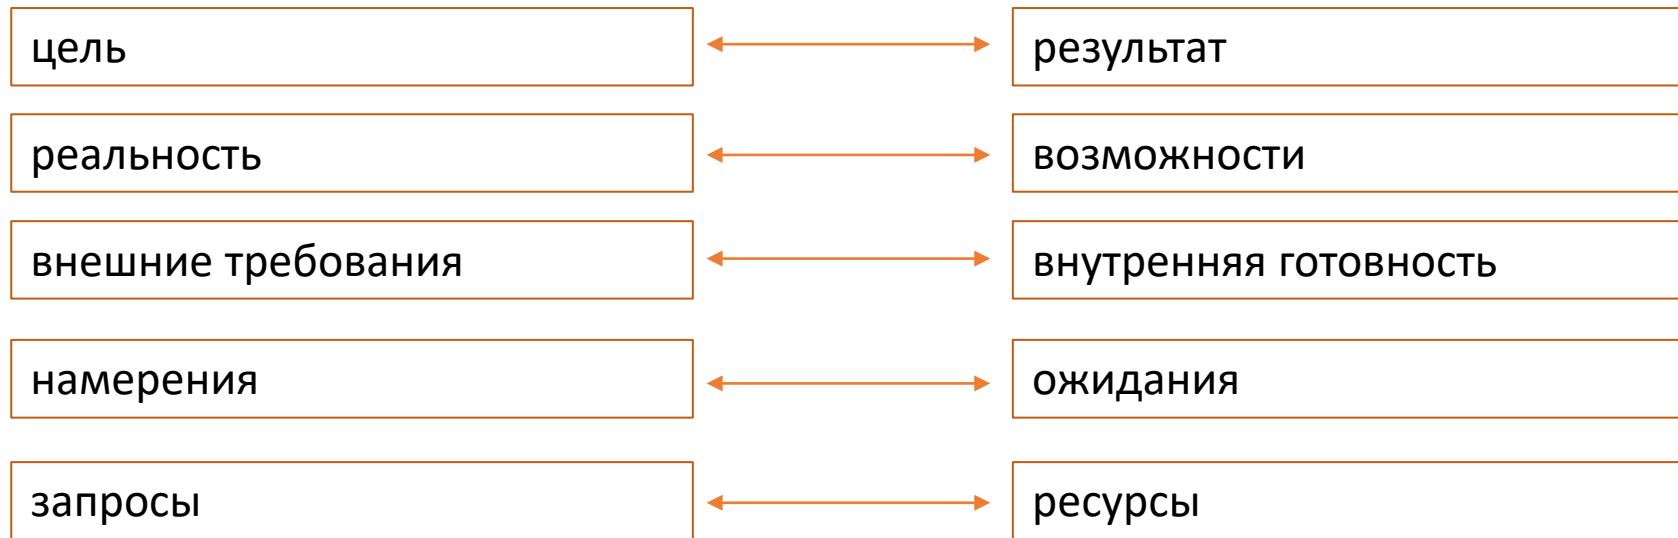 цель
результат
реальность
возможности
внешние требования
внутренняя готовность
намерения
ожидания
запросы
ресурсы